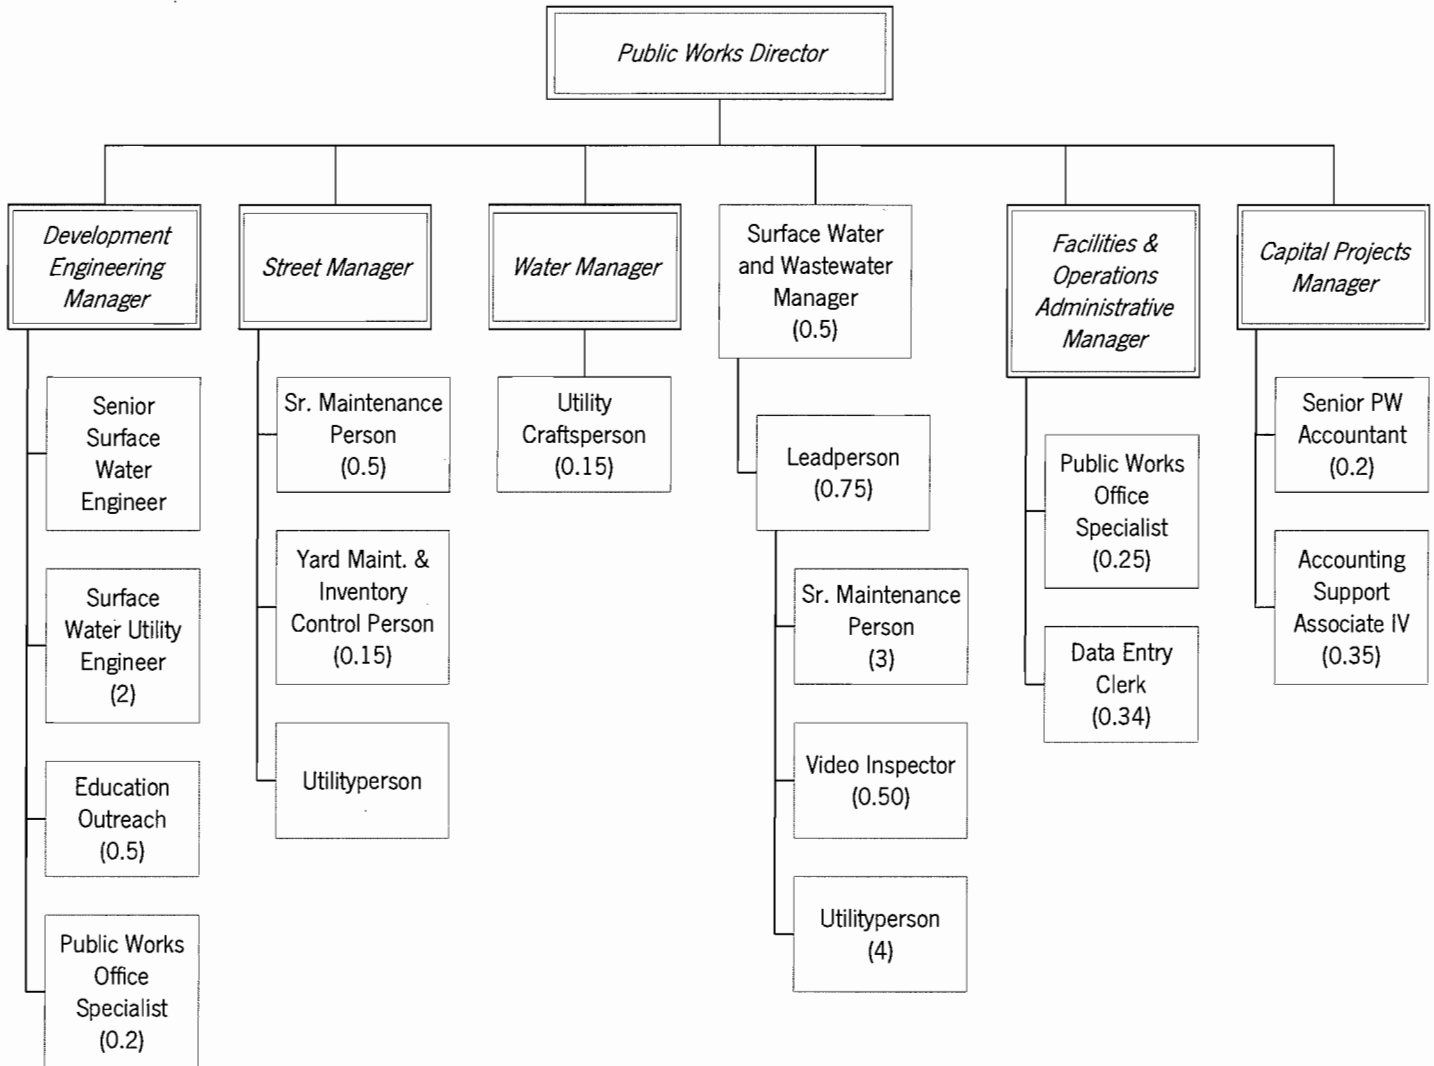 Public Works Director
Development
Engineering
Manager
Street Manager
Water Manager
Surface Water
and Wastewater
Manager
(0.5)
Facilities &
Operations
Administrative
Manager
Capital Projects
Manager
Senior
Surface
Water
Engineer
Surface
Water Utility
Engineer
(2)
Education
Outreach
(0.5)
Public Works
Office
Specialist
(0.2)
Sr. Maintenance
Person
(0.5)
Yard Maint. &
Inventory
Control Person
(0.15)
Utilityperson
Utility
Craftsperson
(0.15)
Leadperson
(0.75)
Sr. Maintenance
Person
(3)
Video Inspector
(0.50)
Utilityperson
(4)
Public Works
Office
Specialist
(0.25)
Data Entry
Clerk
(0.34)
Senior PW
Accountant
(0.2)
Accounting
Support
Associate IV
(0.35)